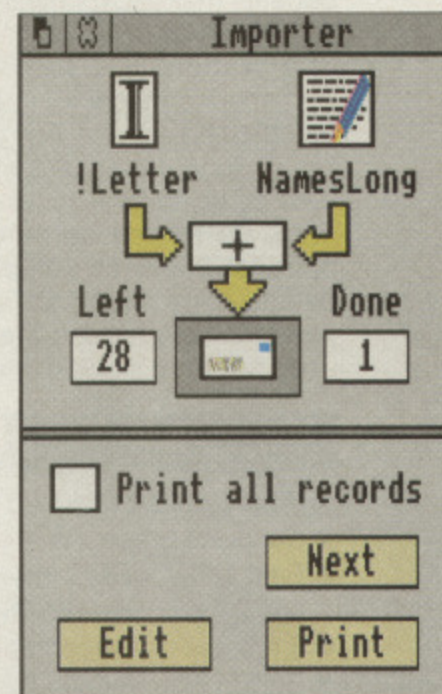 Importer
!Letter NamesLong
+
Left Done
28 1
Print all records
Next
Edit Print